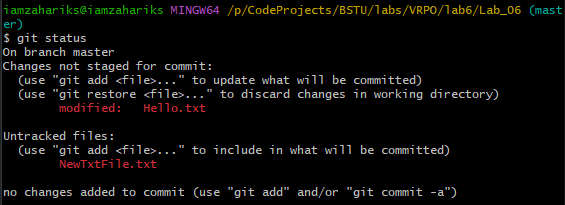 iamzahariks@iamzahariks MINGW64 /p/CodeProjects/BSTU/labs/VRPO/lab6/Lab_06 (mast
er)
$ git status
On branch master
Changes not staged for commit:
  (use "git add <file>..." to update what will be committed)
  (use "git restore <file>..." to discard changes in working directory)
        modified:   Hello.txt

Untracked files:
  (use "git add <file>..." to include in what will be committed)
        NewTxtFile.txt

no changes added to commit (use "git add" and/or "git commit -a")